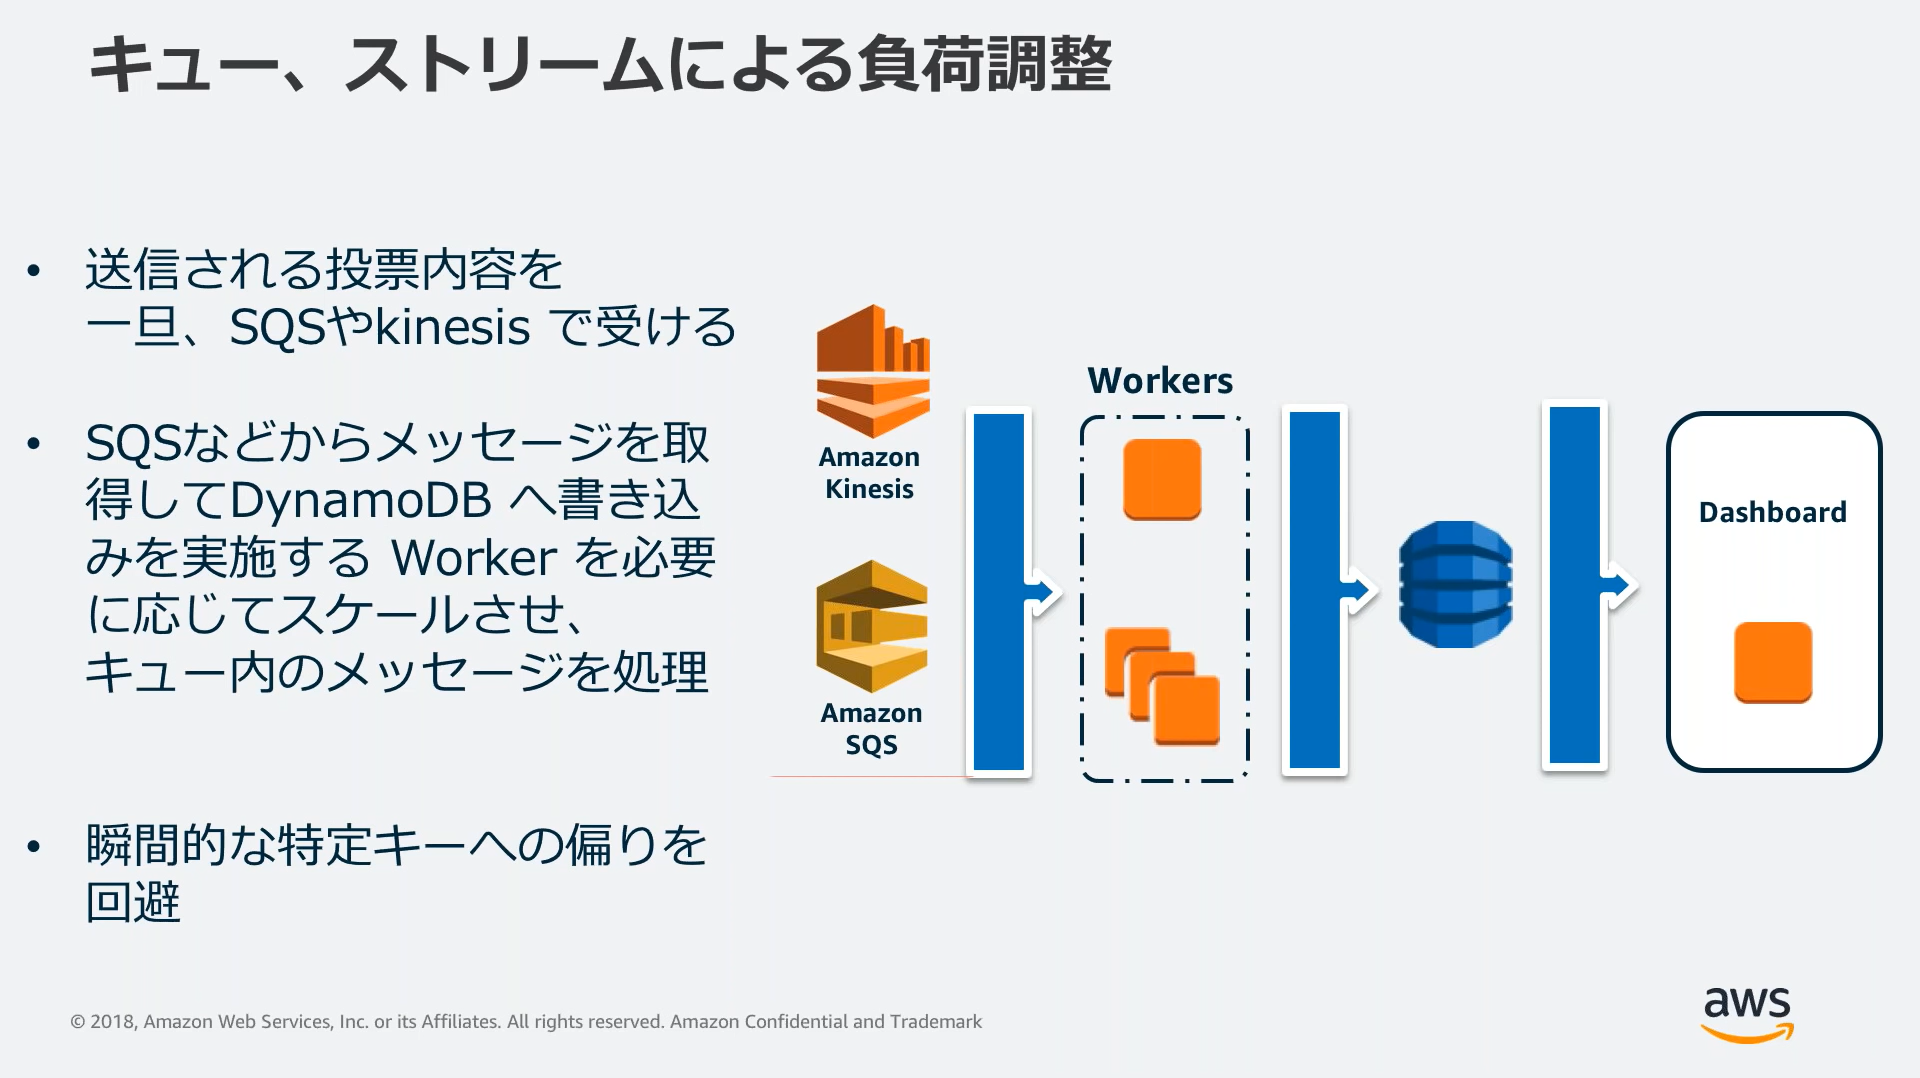 キュー、ストリームによる負荷調整
• 送信される投票内容を
一旦、SQSやkinesis で受ける
• SQSなどからメッセージを取
得してDynamoDB へ書き込
みを実施する Worker を必要
に応じてスケールさせ、
キュー内のメッセージを処理
• 瞬間的な特定キーへの偏りを
回避
Amazon
Kinesis
Amazon
SQS
Workers
Dashboard
© 2018, Amazon Web Services, Inc. or its Affiliates. All rights reserved. Amazon Confidential and Trademark
aws